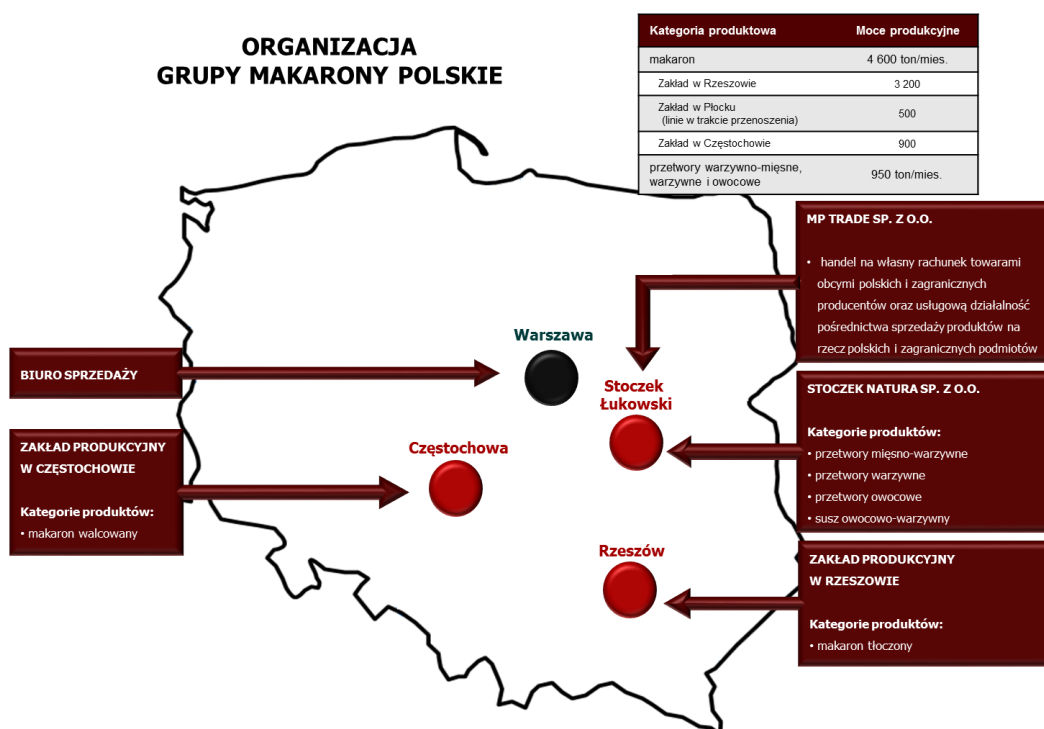 ORGANIZACJA
GRUPY MAKARONY POLSKIE
Kategoria produktowa Moce produkcyjne
makaron 4 600 ton/mies.
Zakład w Rzeszowie 3 200
Zakład w Płocku
(linie w trakcie przenoszenia) 500
Zakład w Częstochowie 900
przetwory warzywno-mięsne,
warzywne i owocowe 950 ton/mies.
MP TRADE SP. Z O.O.
• handel na własny rachunek towarami
obcymi polskich i zagranicznych
producentów oraz usługową działalność
pośrednictwa sprzedaży produktów na
rzecz polskich i zagranicznych podmiotów
Warszawa
BIURO SPRZEDAŻY
Stoczek
Łukowski
STOCZEK NATURA SP. Z O.O.
Kategorie produktów:
• przetwory mięsno-warzywne
• przetwory warzywne
• przetwory owocowe
• susz owocowo-warzywny
Częstochowa
ZAKŁAD PRODUKCYJNY
W CZĘSTOCHOWIE
Kategorie produktów:
• makaron walcowany
Rzeszów
ZAKŁAD PRODUKCYJNY
W RZESZOWIE
Kategorie produktów:
• makaron tłoczony